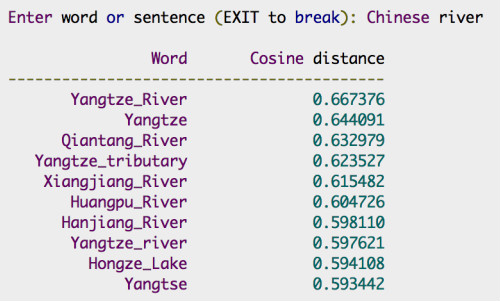 Enter word or sentence (EXIT to break): Chinese river
Word Cosine distance
------------------------------------------
Yangtze_River 0.667376
Yangtze 0.644091
Qiantang_River 0.632979
Yangtze_tributary 0.623527
Xiangjiang_River 0.615482
Huangpu_River 0.604726
Hanjiang_River 0.598110
Yangtze_river 0.597621
Hongze_Lake 0.594108
Yangtse 0.593442